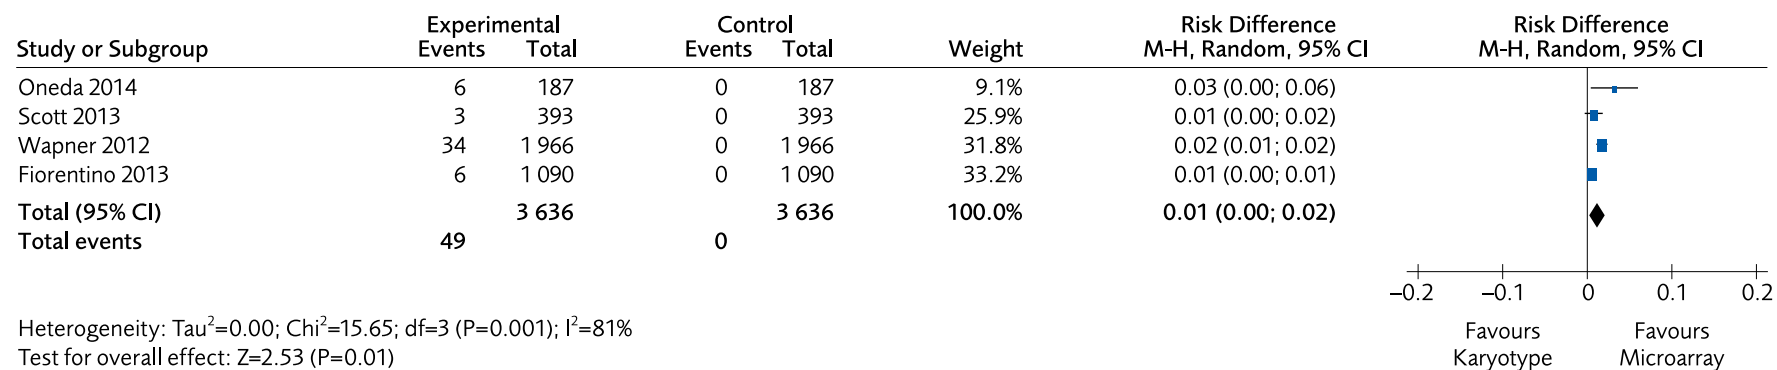 Experimental Control Risk Difference Risk Difference
Study or Subgroup Events Total Events Total Weight M-H, Random, 95% CI M-H, Random, 95% CI
Oneda 2014 6 187 0 187 9.1% 0.03 (0.00; 0.06)
Scott 2013 3 393 0 393 25.9% 0.01 (0.00; 0.02)
Wapner 2012 34 1 966 0 1 966 31.8% 0.02 (0.01; 0.02)
Fiorentino 2013 6 1 090 0 1 090 33.2% 0.01 (0.00; 0.01)
Total (95% CI) 3 636 3 636 100.0% 0.01 (0.00; 0.02)
Total events 49 0
–0.2 –0.1 0 0.1 0.2
Heterogeneity: Tau²=0.00; Chi²=15.65; df=3 (P=0.001); I²=81% Favours Favours
Test for overall effect: Z=2.53 (P=0.01) Karyotype Microarray